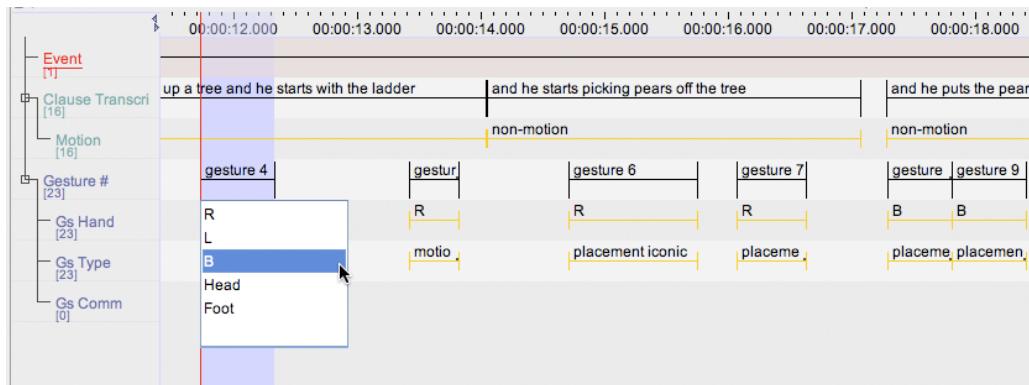 00:00:12.000 00:00:13.000 00:00:14.000 00:00:15.000 00:00:16.000 00:00:17.000 00:00:18.000
Event
[1]
up a tree and he starts with the ladder and he starts picking pears off the tree and he puts the pear
Clause Transcri
[16]
non-motion non-motion
Motion
[16]
gesture 4 gestur gesture 6 gesture 7 gesture gesture 9
Gesture #
[23]
R R R B B
Gs Hand
[23]
motio placement iconic placeme placeme placemen
Gs Type
[23]
Gs Comm
[0]
R
L
B
Head
Foot